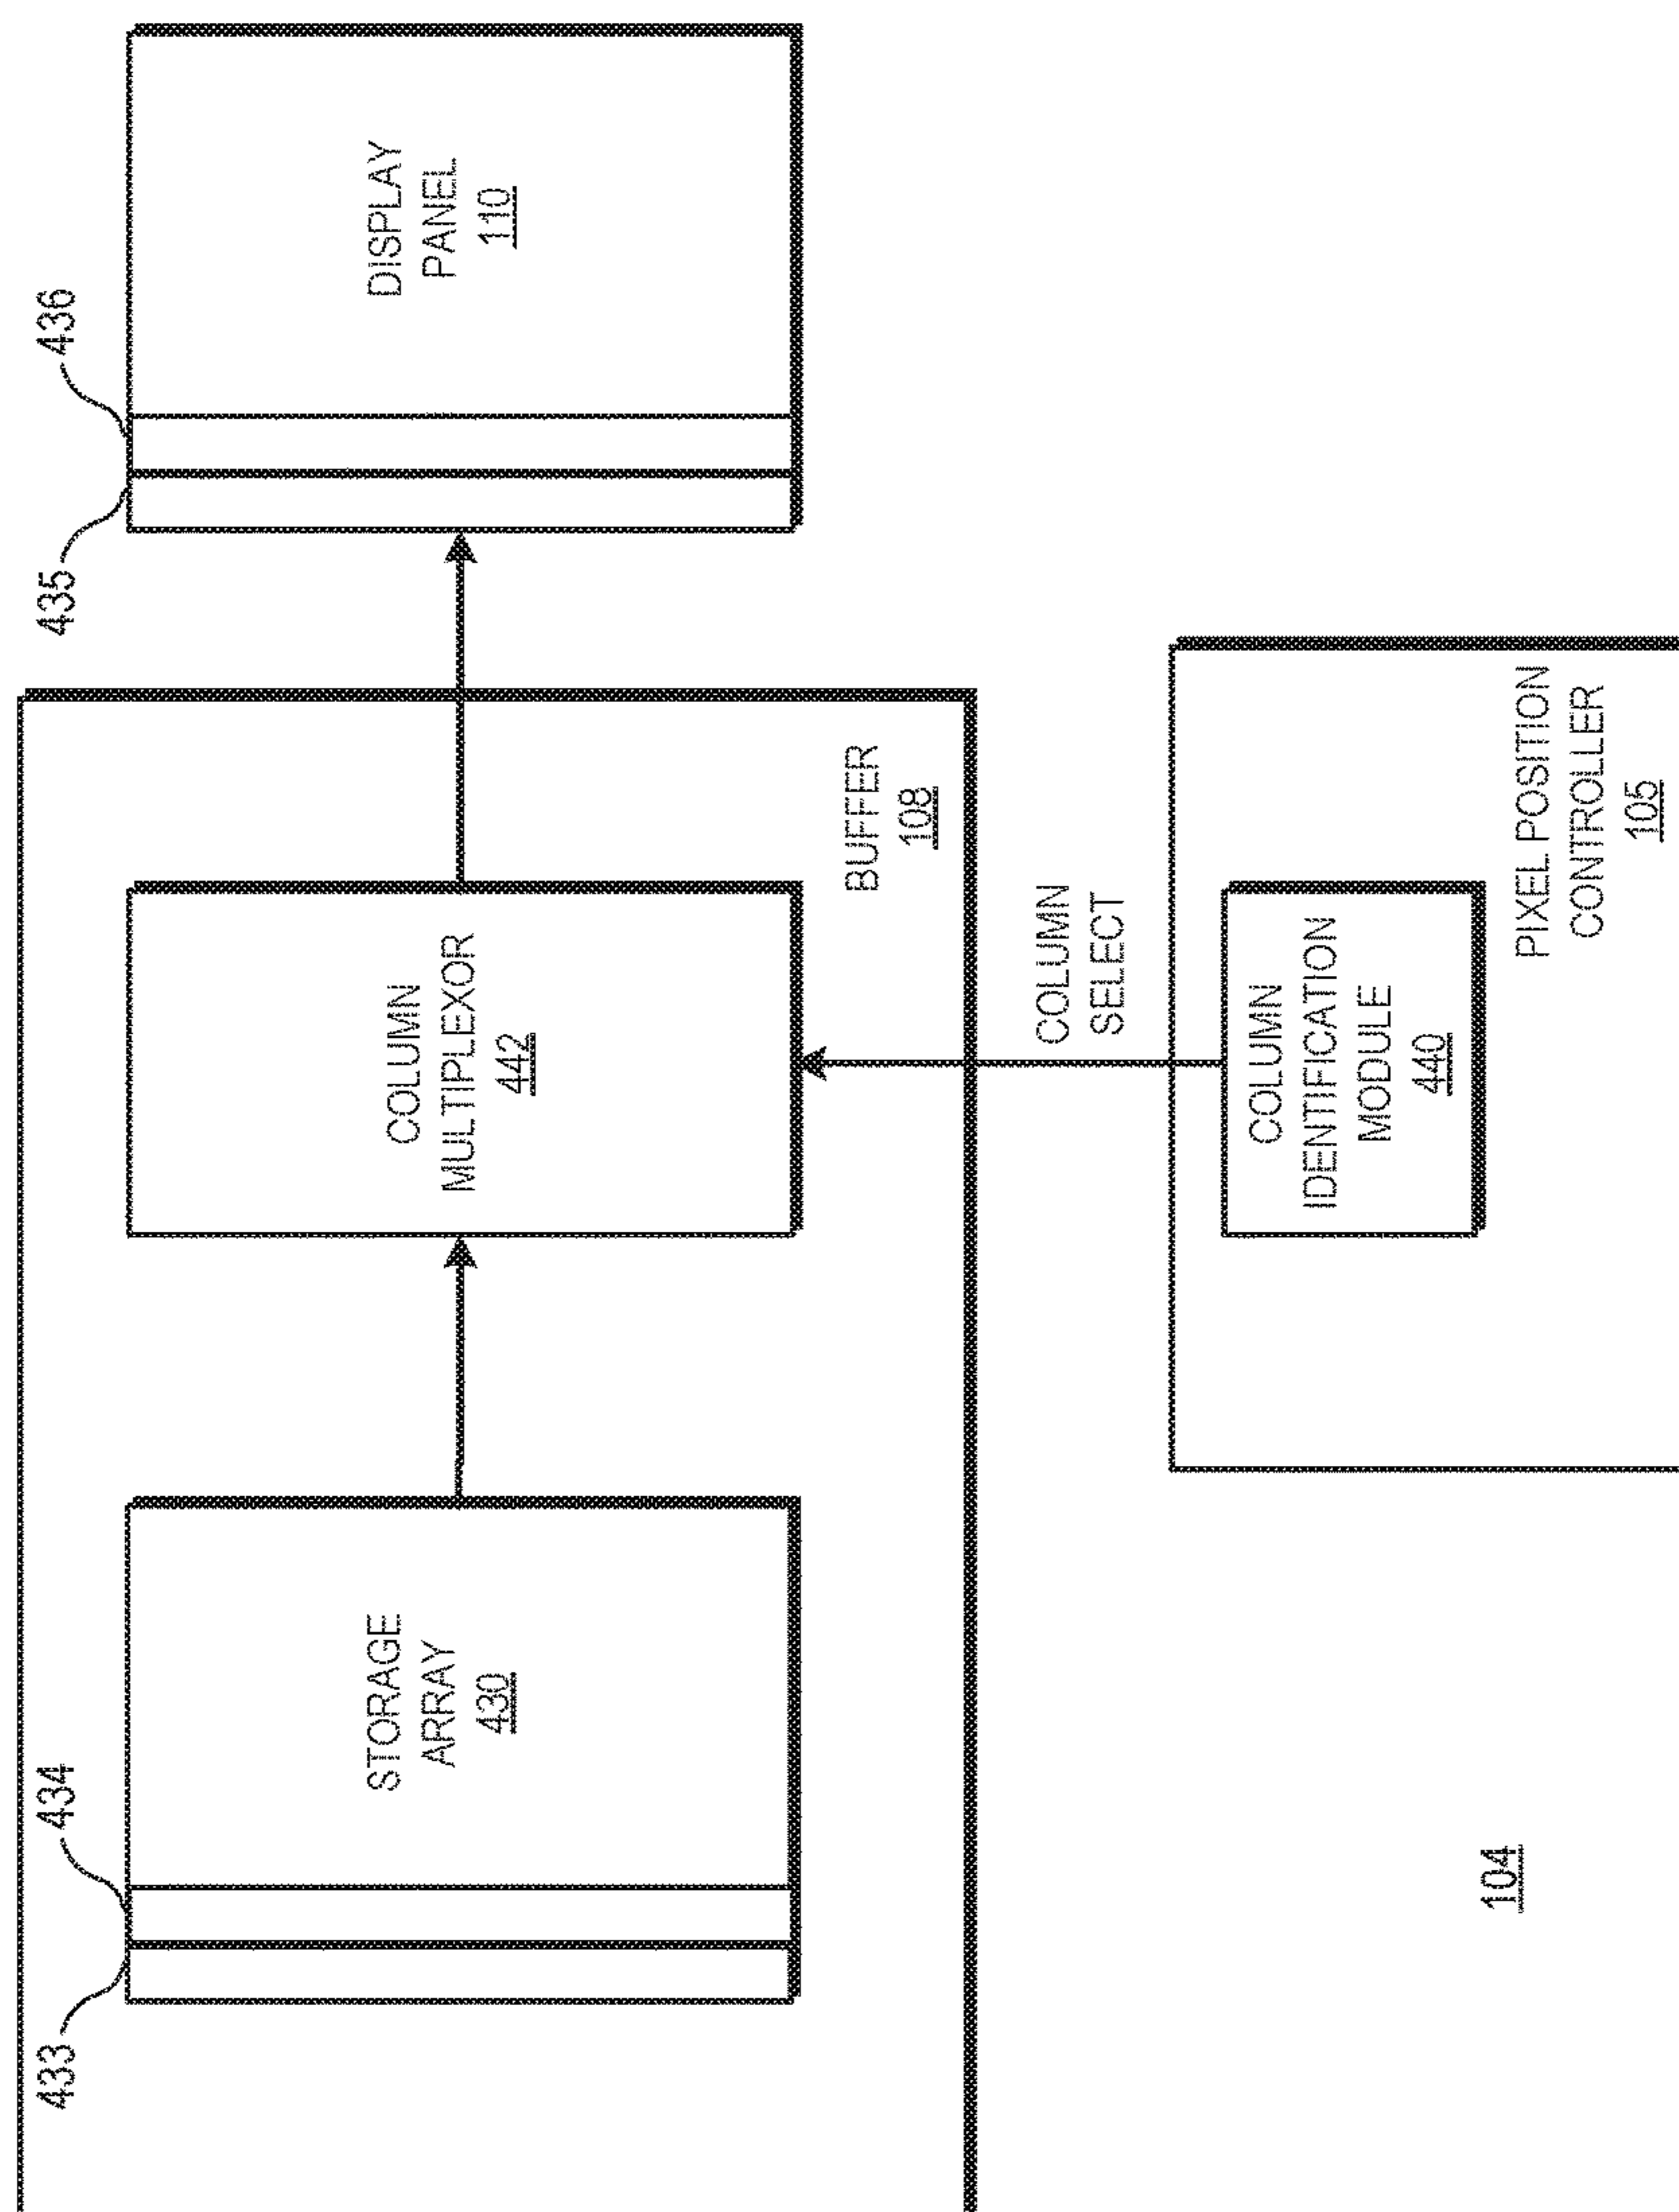 433
434
435
436
STORAGE
ARRAY
430
COLUMN
MULTIPLEXOR
442
DISPLAY
PANEL
110
BUFFER
108
COLUMN
SELECT
COLUMN
IDENTIFICATION
MODULE
440
PIXEL POSITION
CONTROLLER
105
104